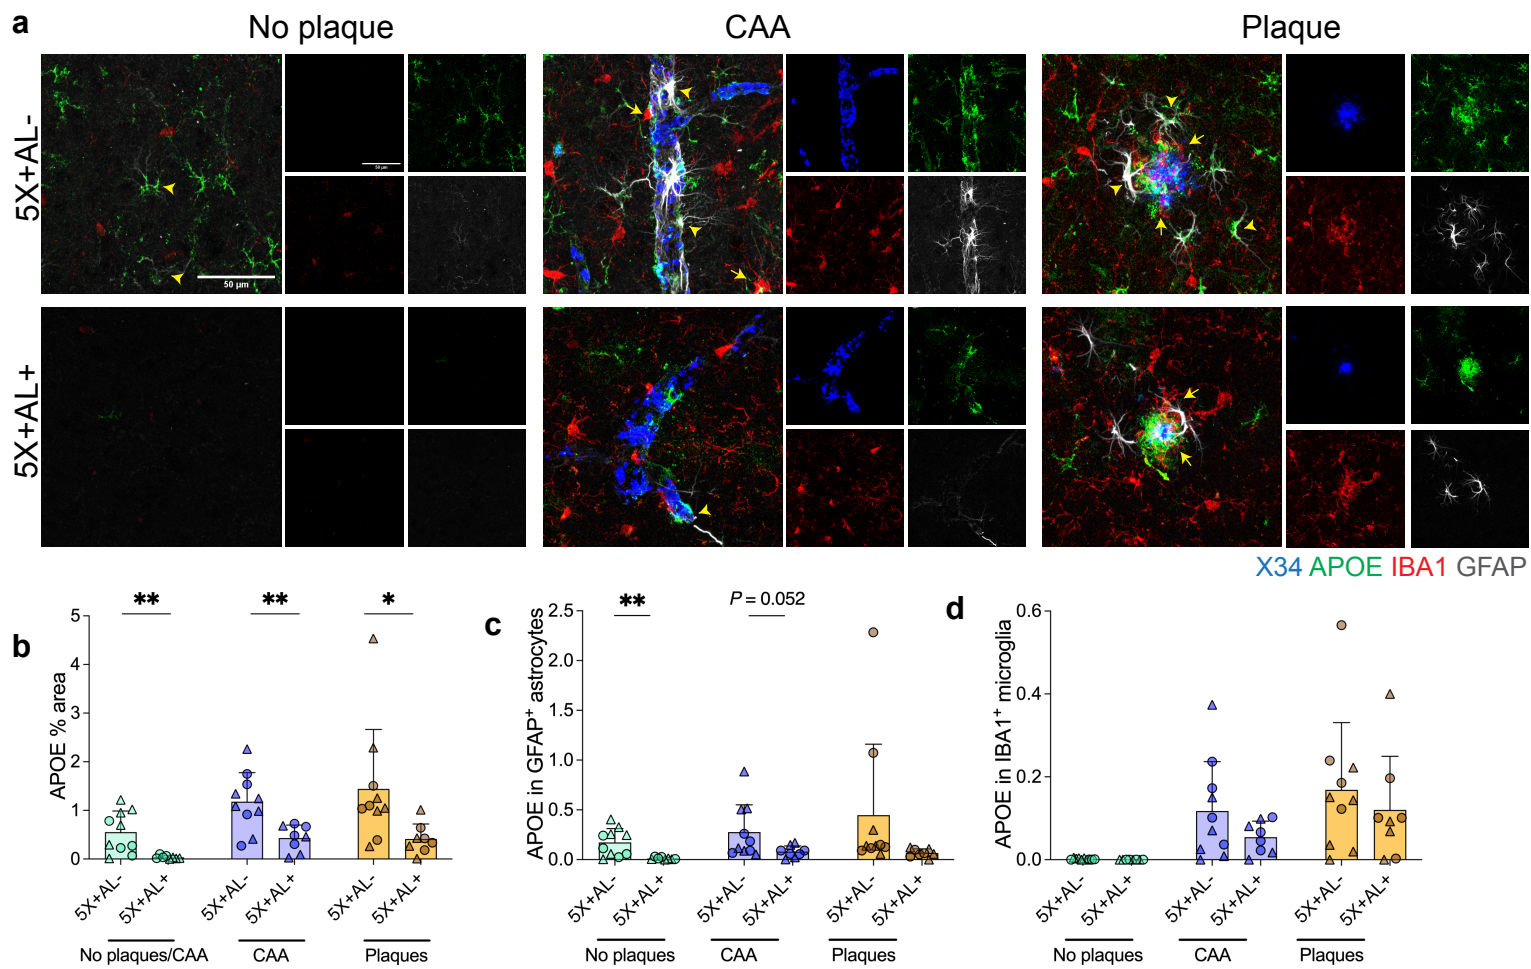 a
No plaque
CAA
Plaque
5X+AL-
50 µm
50 µm
5X+AL+
X34 APOE IBA1 GFAP
b
APOE % area
5
4
3
2
1
0
**
**
*
5X+AL-
5X+AL+
5X+AL-
5X+AL+
5X+AL-
5X+AL+
No plaques/CAA
CAA
Plaques
c
APOE in GFAP+ astrocytes
2.5
2.0
1.5
1.0
0.5
0.0
**
P = 0.052
5X+AL-
5X+AL+
5X+AL-
5X+AL+
5X+AL-
5X+AL+
No plaques
CAA
Plaques
d
APOE in IBA1+ microglia
0.6
0.4
0.2
0.0
5X+AL-
5X+AL+
5X+AL-
5X+AL+
5X+AL-
5X+AL+
No plaques
CAA
Plaques